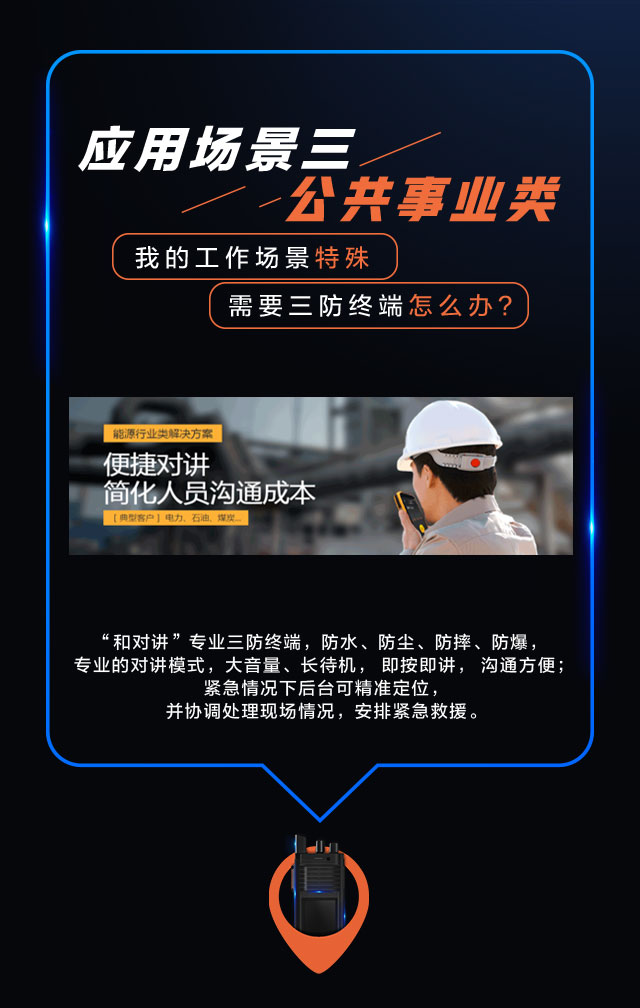 应用场景三
公共事业类
我的工作场景特殊
需要三防终端怎么办?
能源行业类解决方案
便捷对讲
简化人员沟通成本
[ 典型客户 ] 电力、石油、煤炭...
“和对讲”专业三防终端，防水、防尘、防摔、防爆，
专业的对讲模式，大音量、长待机， 即按即讲， 沟通方便；
紧急情况下后台可精准定位，
并协调处理现场情况，安排紧急救援。